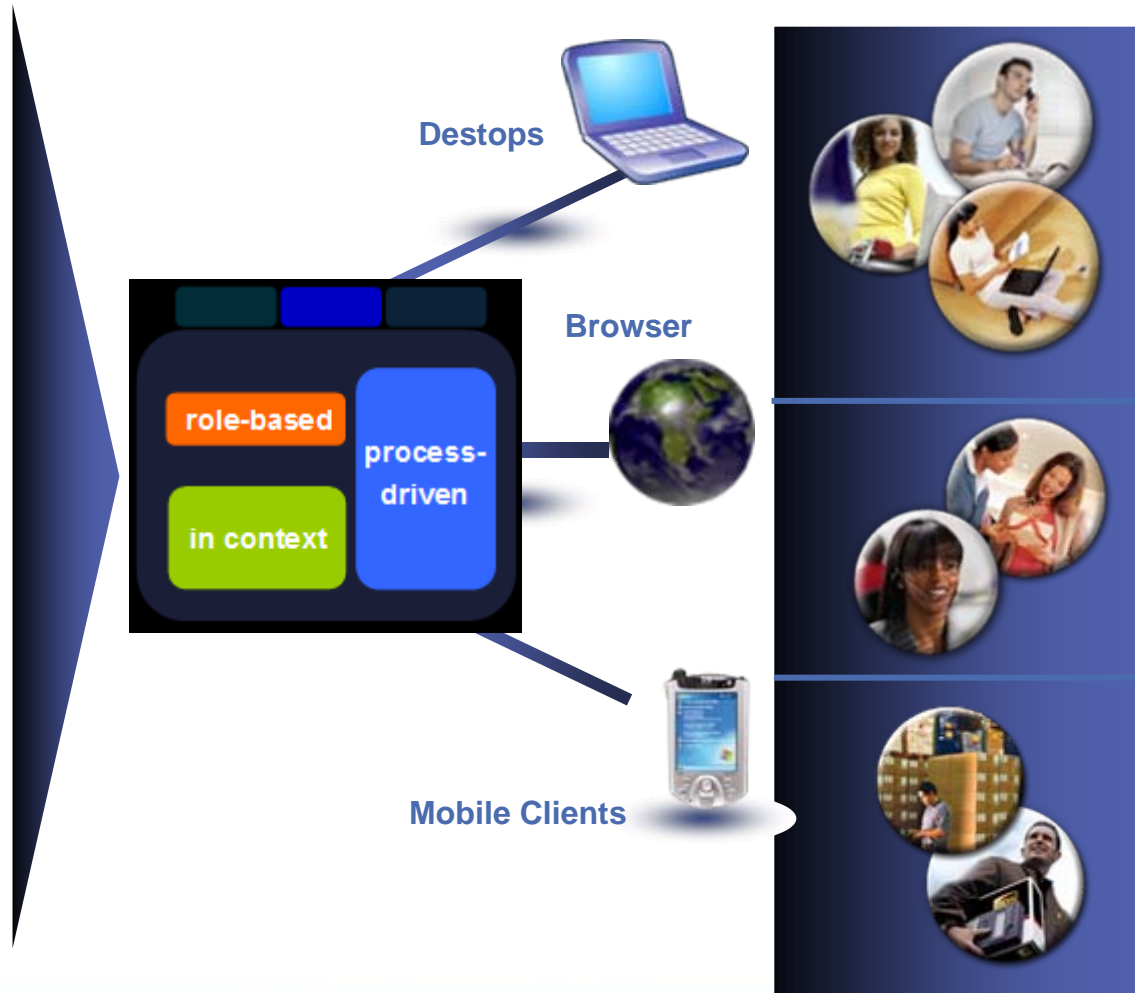 Destops
Browser
role-based
process-
driven
in context
Mobile Clients